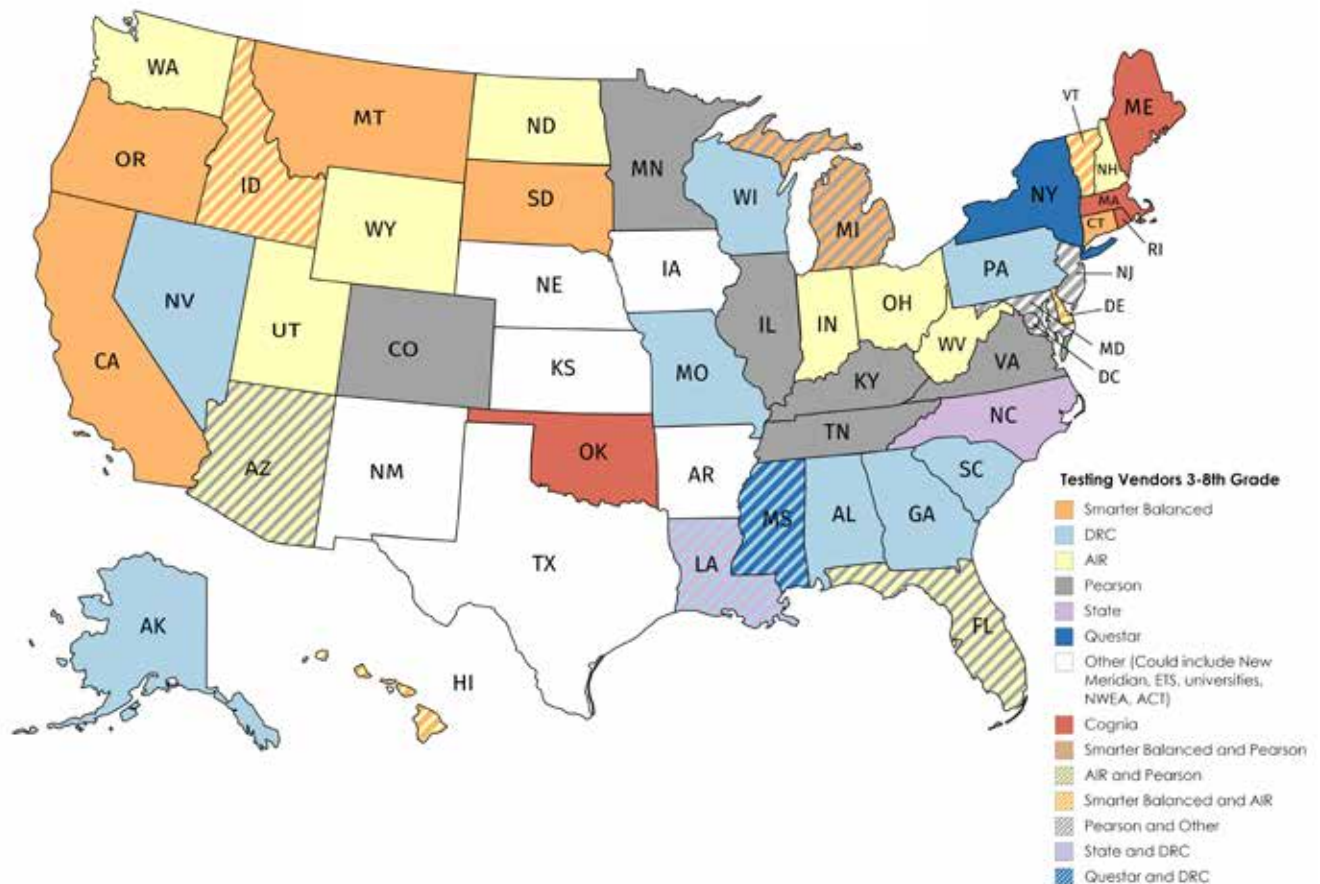 WA
MT
ND
MN
VT
ME
OR
ID
SD
WI
MI
NY
NH
MA
CT
RI
WY
IA
PA
NJ
NE
DE
NV
UT
CO
IL
IN
OH
WV
MD
DC
CA
KS
MO
KY
VA
NC
TN
AZ
NM
OK
AR
SC
MS
AL
GA
TX
LA
FL
AK
HI
Testing Vendors 3-8th Grade
Smarter Balanced
DRC
AIR
Pearson
State
Questar
Other (Could include New
Meridian, ETS, universities,
NWEA, ACT)
Cognia
Smarter Balanced and Pearson
AIR and Pearson
Smarter Balanced and AIR
Pearson and Other
State and DRC
Questar and DRC